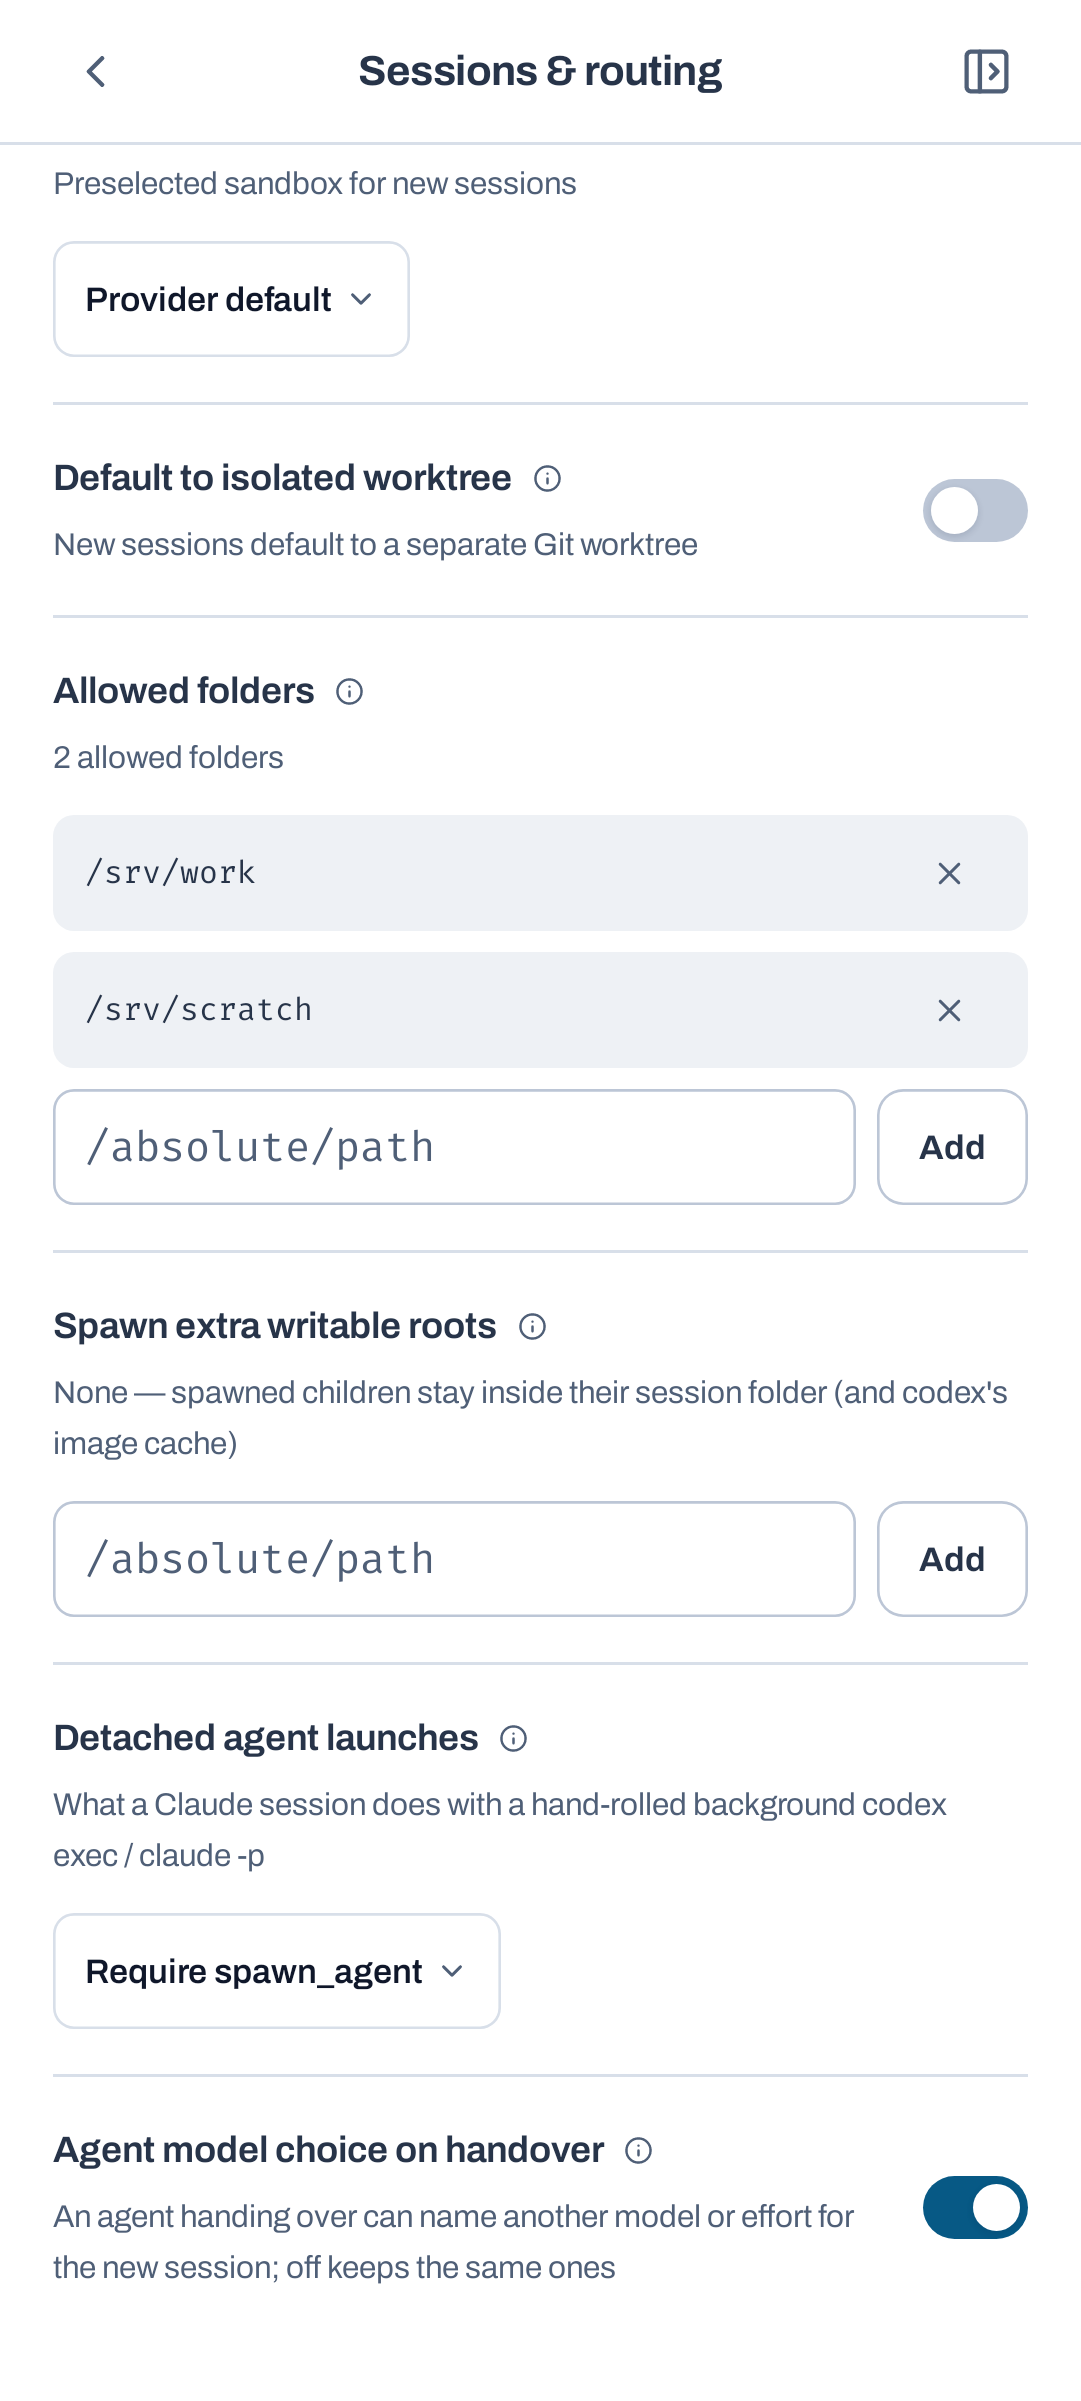 Sessions & routing
Preselected sandbox for new sessions
Provider default
Default to isolated worktree
New sessions default to a separate Git worktree
Allowed folders
2 allowed folders
/srv/work
/srv/scratch
/absolute/path
Add
Spawn extra writable roots
None — spawned children stay inside their session folder (and codex's
image cache)
/absolute/path
Add
Detached agent launches
What a Claude session does with a hand-rolled background codex
exec / claude -p
Require spawn_agent
Agent model choice on handover
An agent handing over can name another model or effort for
the new session; off keeps the same ones